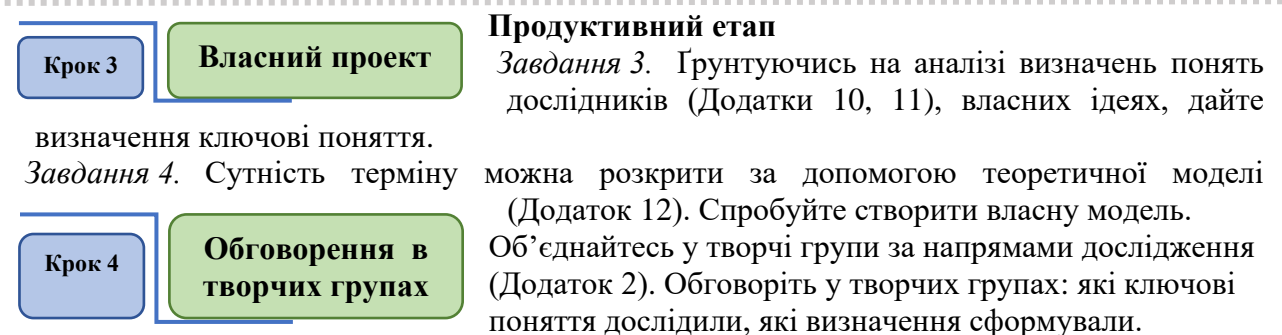 Продуктивний етап
Крок 3
Власний проект
Завдання 3. Ґрунтуючись на аналізі визначень понять
дослідників (Додатки 10, 11), власних ідеях, дайте
визначення ключові поняття.
Завдання 4. Сутність терміну можна розкрити за допомогою теоретичної моделі
(Додаток 12). Спробуйте створити власну модель.
Крок 4
Обговорення в
творчих групах
Об’єднайтесь у творчі групи за напрямами дослідження
(Додаток 2). Обговоріть у творчих групах: які ключові
поняття дослідили, які визначення сформували.